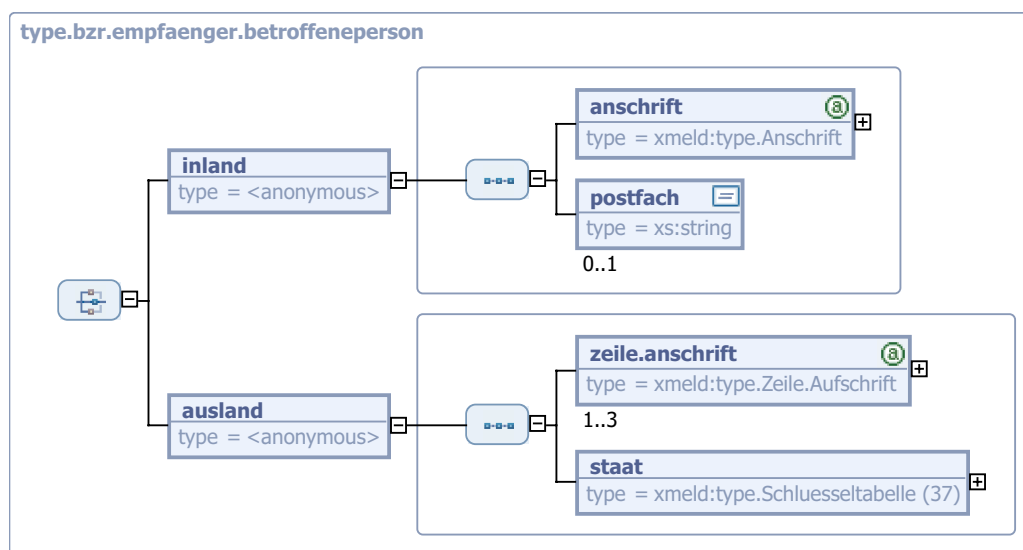 type.bzr.empfaenger.betroffeneperson
inland
type = <anonymous>
anschrift
type = xmeld:type.Anschrift
postfach
type = xs:string
0..1
ausland
type = <anonymous>
zeile.anschrift
type = xmeld:type.Zeile.Aufschrift
1..3
staat
type = xmeld:type.Schluesseltabelle (37)